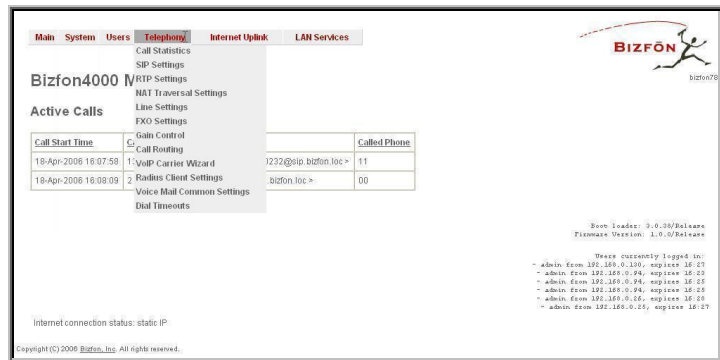 Main System Users Telephony Internet Uplink LAN Services
BIZFŌN
bizfon78
Call Statistics
SIP Settings
RTP Settings
NAT Traversal Settings
Line Settings
FXO Settings
Gain Control
Call Routing
VoIP Carrier Wizard
Radius Client Settings
Voice Mail Common Settings
Dial Timeouts
Bizfon4000 M
Active Calls
Call Start Time Called Phone
18-Apr-2006 16:07:58 0232@sip.bizfon.loc> 11
18-Apr-2006 16:08:09 2 bizfon.loc> 00
Boot loader: 3.0.38/Release
Firmware Version: 1.0.0/Release
Users currently logged in:
- admin from 192.168.0.130, expires 16:27
- admin from 192.168.0.94, expires 16:23
- admin from 192.168.0.94, expires 16:25
- admin from 192.168.0.94, expires 16:28
- admin from 192.168.0.26, expires 16:28
- admin from 192.168.0.25, expires 16:27
Internet connection status: static IP
Copyright (C) 2006 Bizfon, Inc. All rights reserved.